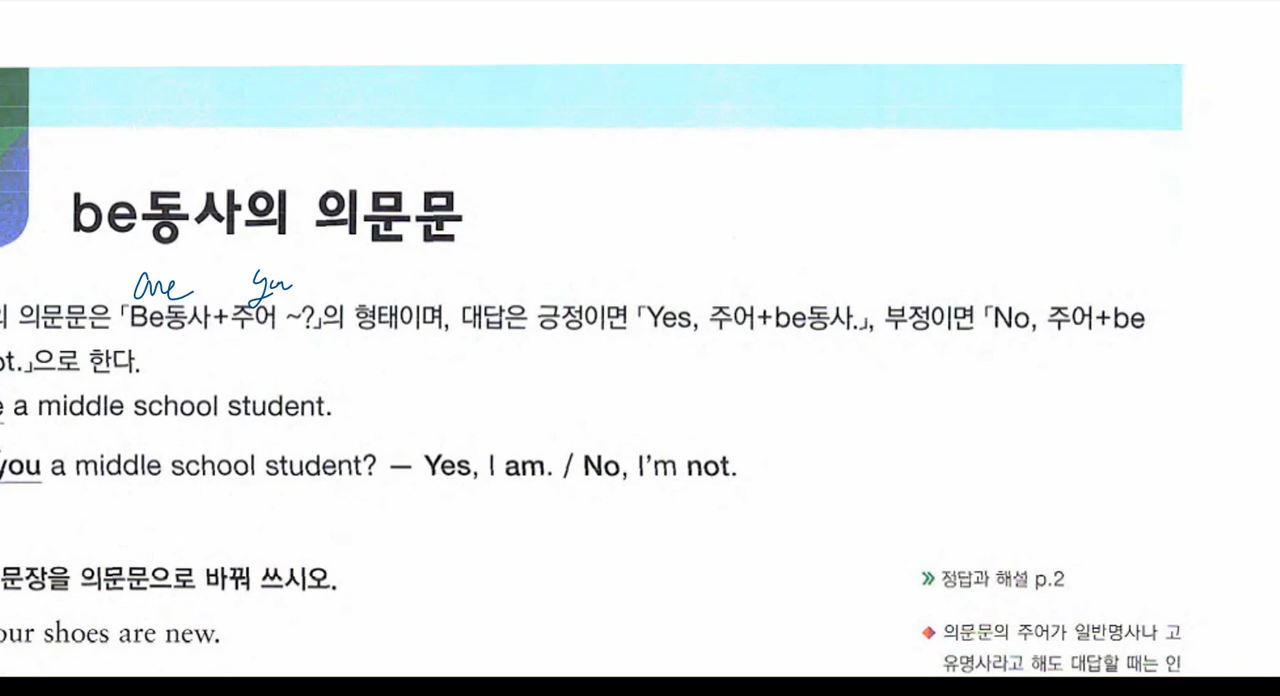 be동사의 의문문
Are you
의 의문문은 「Be동사+주어 ~?」의 형태이며, 대답은 긍정이면 「Yes, 주어+be동사.」, 부정이면 「No, 주어+be
ot.」으로 한다.
e a middle school student.
you a middle school student? — Yes, I am. / No, I'm not.
문장을 의문문으로 바꿔 쓰시오.
» 정답과 해설 p.2
our shoes are new.
◆ 의문문의 주어가 일반명사나 고
유명사라고 해도 대답할 때는 인